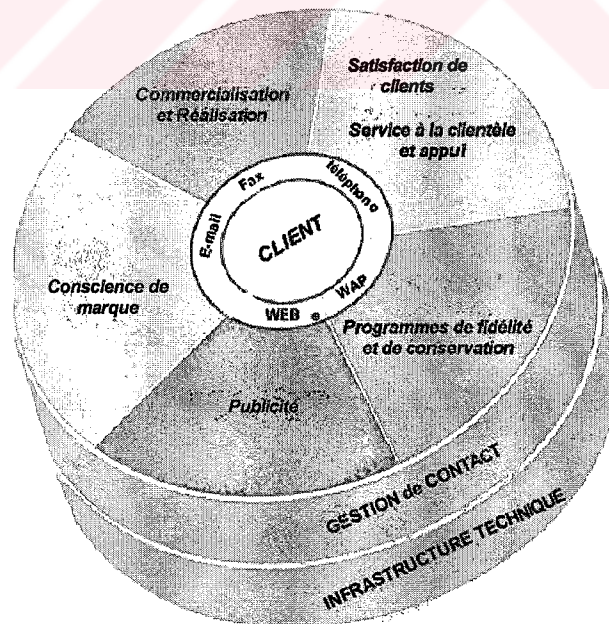 Commercialisation
et Réalisation
Satisfaction de
clients
Service à la clientèle
et appui
Fax
téléphone
E-mail
CLIENT
WAP
WEB
Conscience de
marque
Programmes de fidélité
et de conservation
Publicité
GESTION de CONTACT
INFRASTRUCTURE TECHNIQUE